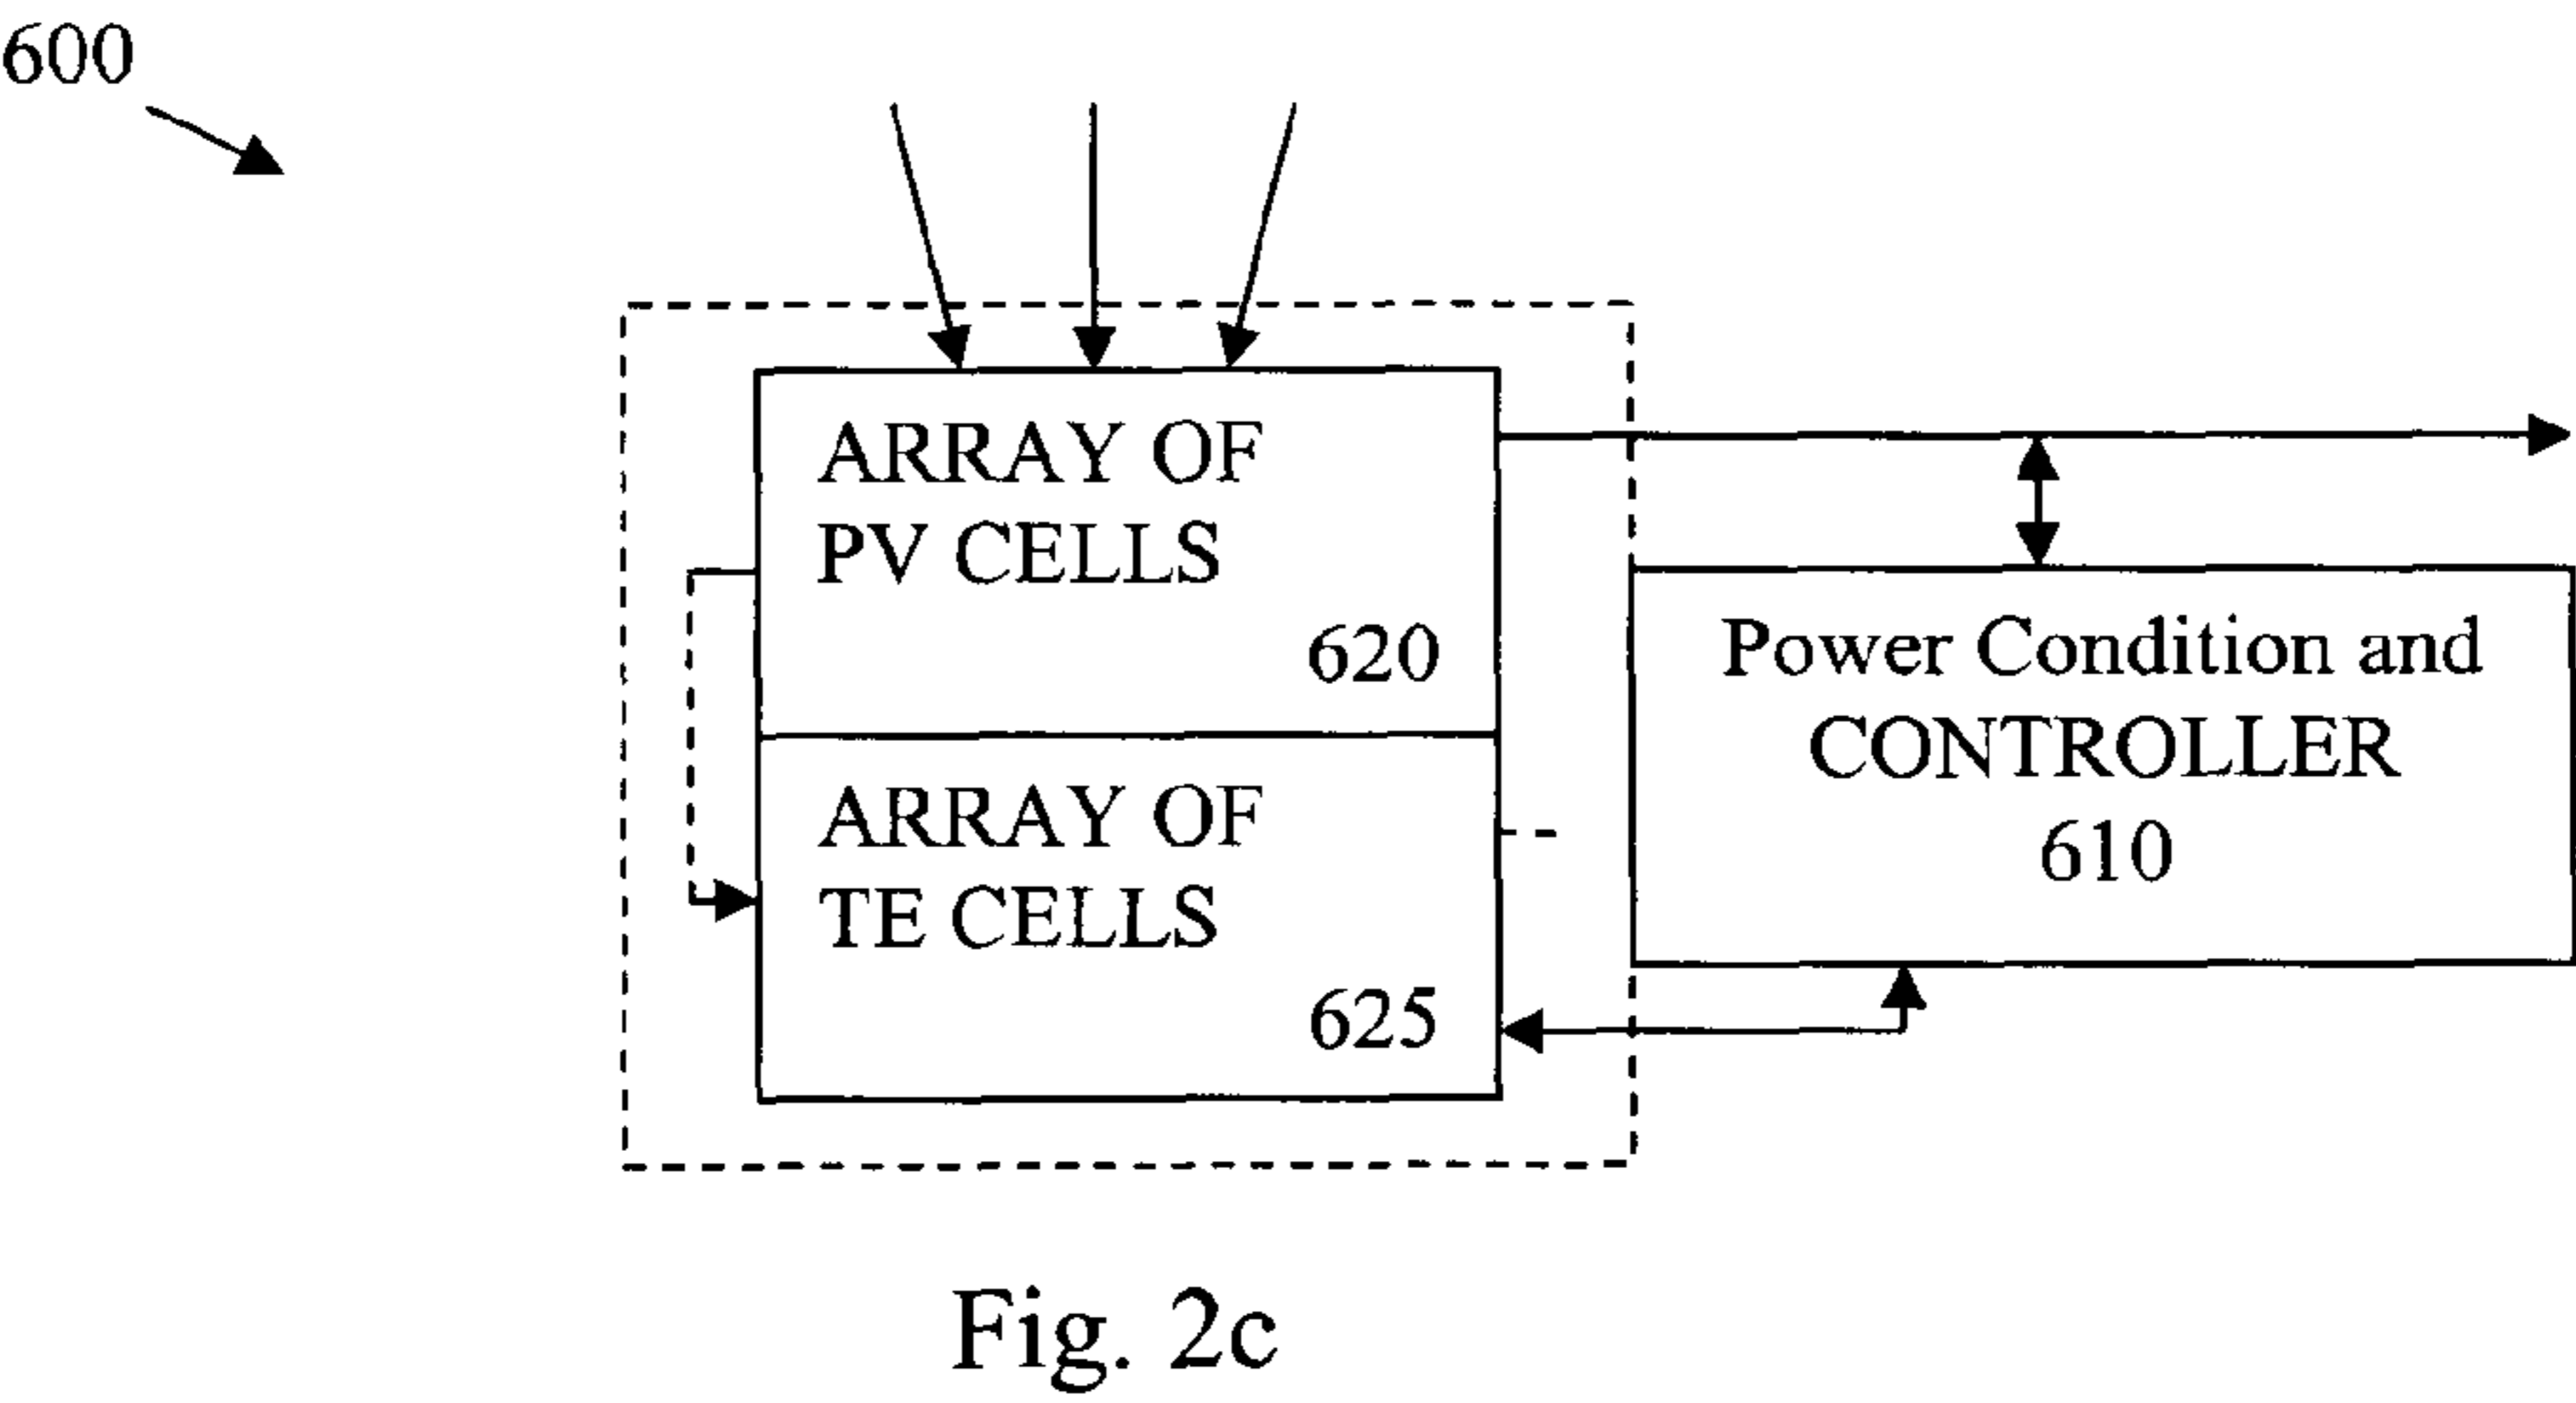 600
ARRAY OF
PV CELLS
620
Power Condition and
CONTROLLER
610
ARRAY OF
TE CELLS
625
Fig. 2c